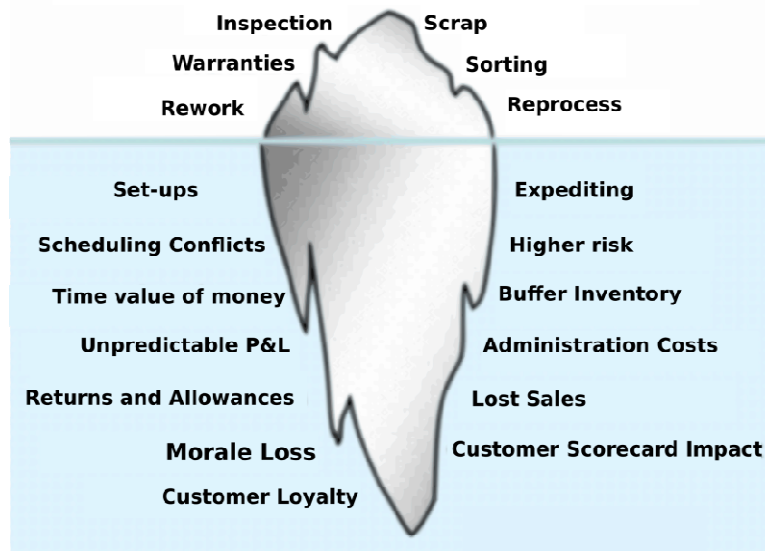 Inspection
Scrap
Warranties
Sorting
Rework
Reprocess
Set-ups
Expediting
Scheduling Conflicts
Higher risk
Time value of money
Buffer Inventory
Unpredictable P&L
Administration Costs
Returns and Allowances
Lost Sales
Morale Loss
Customer Scorecard Impact
Customer Loyalty